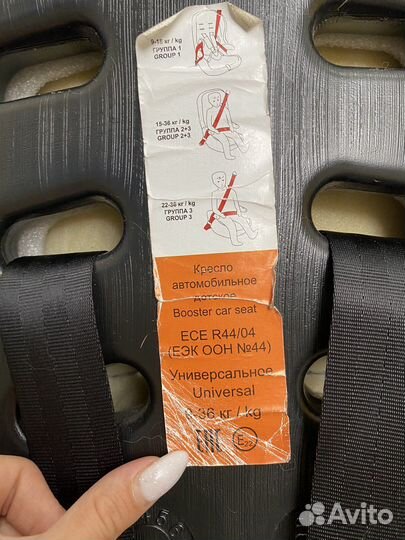 9-18 кг / kg
ГРУППА 1
GROUP 1
15-36 кг / kg
ГРУППА 2+3
GROUP 2+3
22-36 кг / kg
ГРУППА 3
GROUP 3
Кресло
автомобильное
детское
Booster car seat
ECE R44/04
(ЕЭК ООН №44)
Универсальное
Universal
-36 кг / kg
EAC E22
Avito